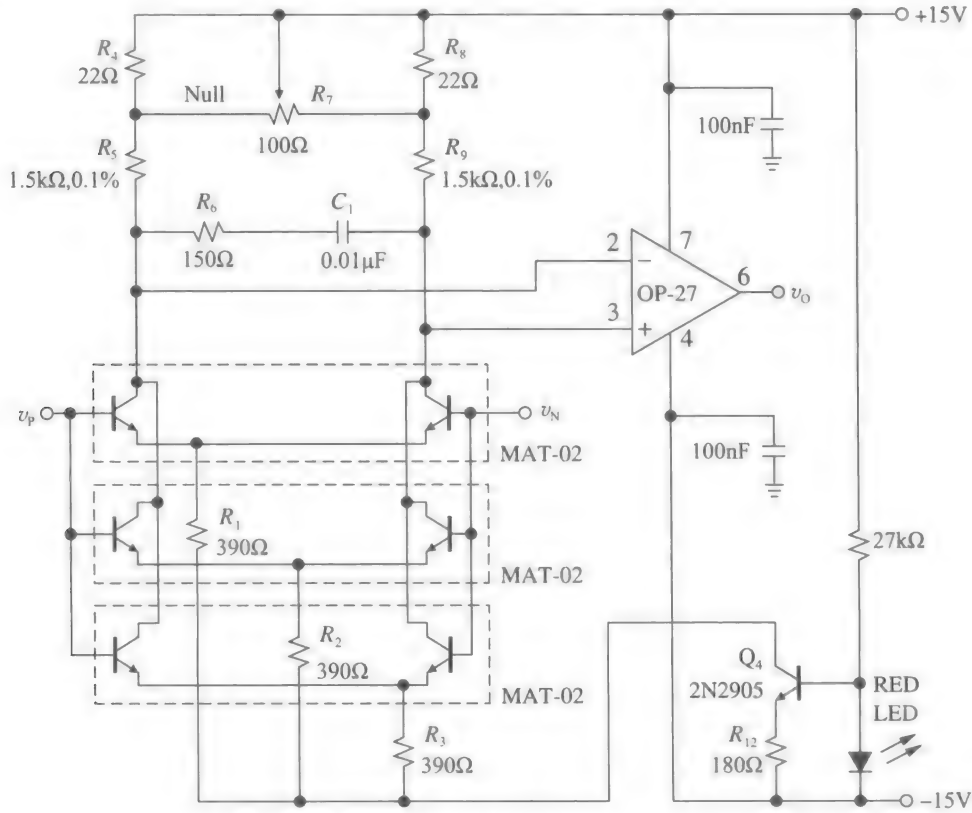 +15V
R4
22Ω
R8
22Ω
Null
R7
100Ω
100nF
R5
1.5kΩ,0.1%
R9
1.5kΩ,0.1%
R6
150Ω
C1
0.01μF
2
−
7
OP-27
6
vO
3
+
4
vP
vN
MAT-02
100nF
R1
390Ω
27kΩ
MAT-02
R2
390Ω
Q4
2N2905
RED
LED
MAT-02
R3
390Ω
R12
180Ω
−15V